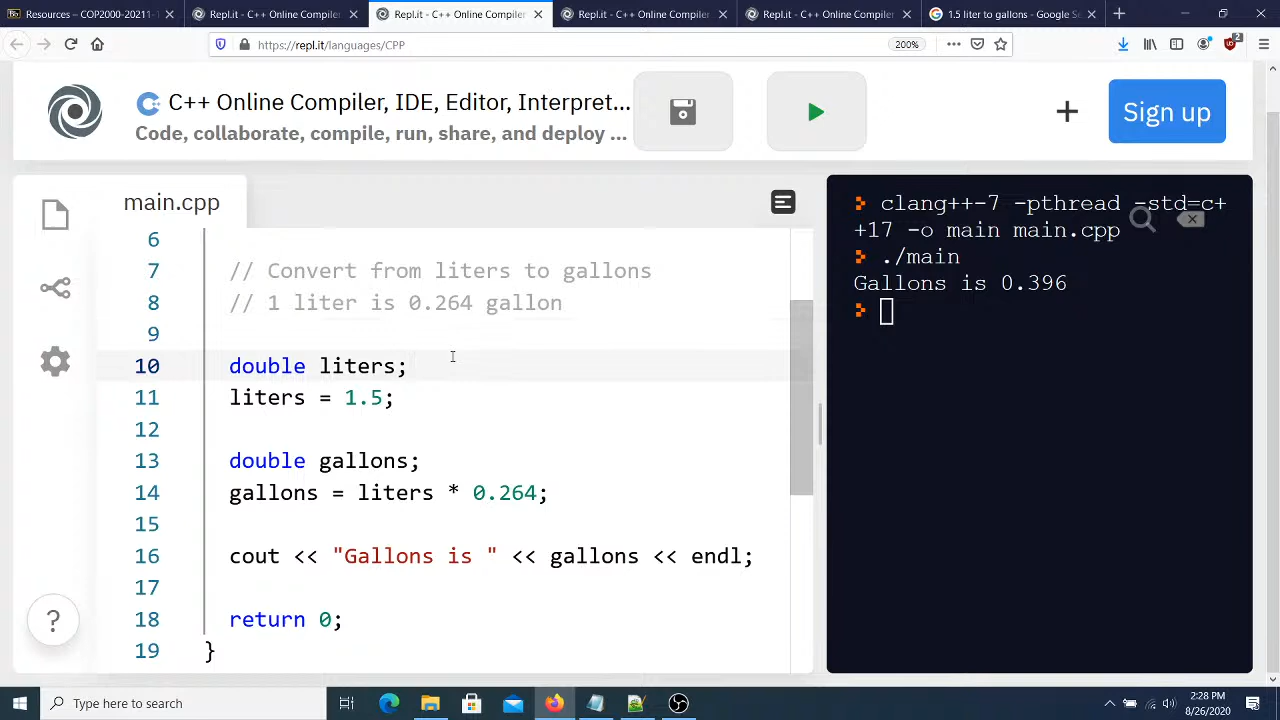 Resources — COP100-20211-1
Repl.it - C++ Online Compiler,
Repl.it - C++ Online Compiler,
Repl.it - C++ Online Compiler,
Repl.it - C++ Online Compiler,
1.5 liter to gallons - Google Se
https://repl.it/languages/CPP
200%
2
C++ Online Compiler, IDE, Editor, Interpret...
Code, collaborate, compile, run, share, and deploy ...
Sign up
main.cpp
6
7 // Convert from liters to gallons
8 // 1 liter is 0.264 gallon
9
10 double liters;
11 liters = 1.5;
12
13 double gallons;
14 gallons = liters * 0.264;
15
16 cout << "Gallons is " << gallons << endl;
17
18 return 0;
19 }
clang++-7 -pthread -std=c+
+17 -o main main.cpp
./main
Gallons is 0.396
?
Type here to search
2:28 PM
8/26/2020